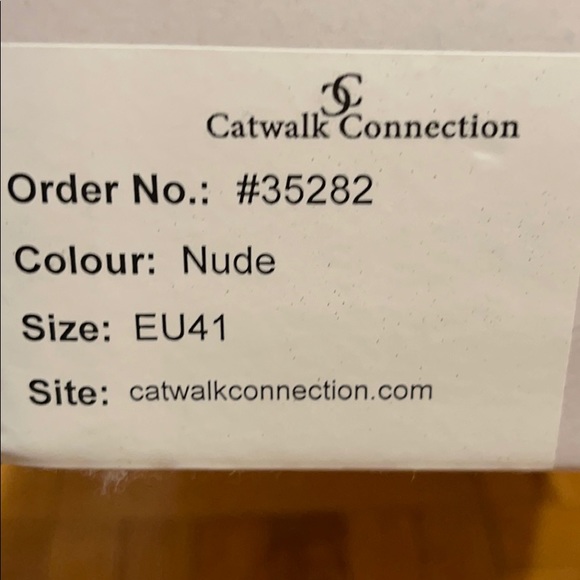 Catwalk Connection
Order No.: #35282
Colour: Nude
Size: EU41
Site: catwalkconnection.com